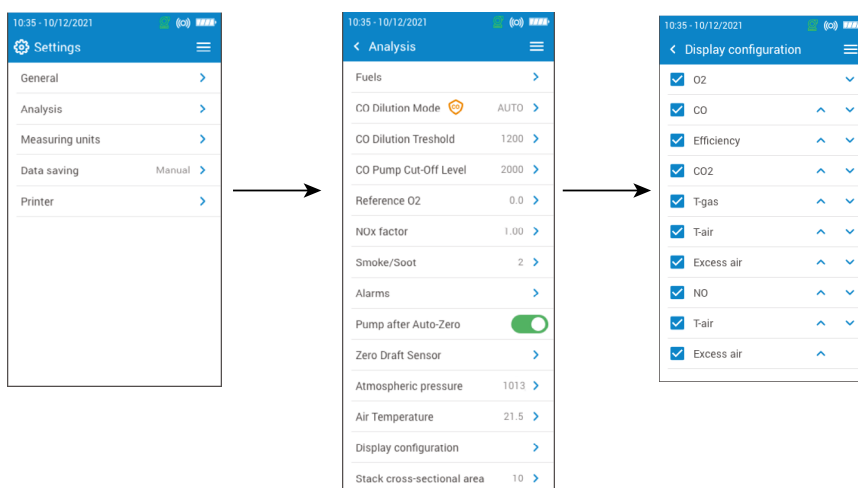 10:35 - 10/12/2021
Settings
General
Analysis
Measuring units
Data saving Manual
Printer
10:35 - 10/12/2021
Analysis
Fuels
CO Dilution Mode CO AUTO
CO Dilution Treshold 1200
CO Pump Cut-Off Level 2000
Reference O2 0.0
NOx factor 1.00
Smoke/Soot 2
Alarms
Pump after Auto-Zero
Zero Draft Sensor
Atmospheric pressure 1013
Air Temperature 21.5
Display configuration
Stack cross-sectional area 10
10:35 - 10/12/2021
Display configuration
O2
CO
Efficiency
CO2
T-gas
T-air
Excess air
NO
T-air
Excess air